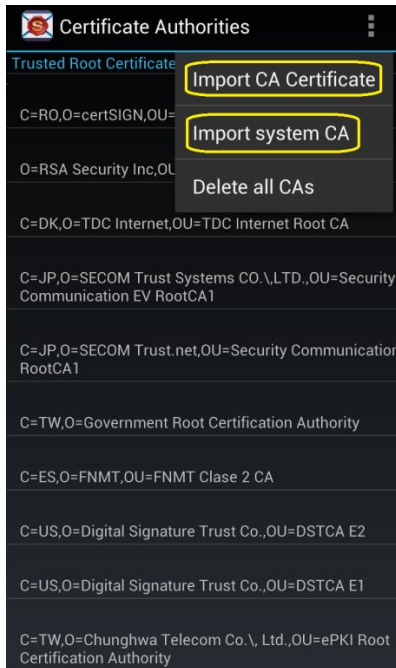 Certificate Authorities
Trusted Root Certificate
Import CA Certificate
C=RO,O=certSIGN,OU=
Import system CA
O=RSA Security Inc,OU
Delete all CAs
C=DK,O=TDC Internet,OU=TDC Internet Root CA
C=JP,O=SECOM Trust Systems CO.\,LTD.,OU=Security
Communication EV RootCA1
C=JP,O=SECOM Trust.net,OU=Security Communication
RootCA1
C=TW,O=Government Root Certification Authority
C=ES,O=FNMT,OU=FNMT Clase 2 CA
C=US,O=Digital Signature Trust Co.,OU=DSTCA E2
C=US,O=Digital Signature Trust Co.,OU=DSTCA E1
C=TW,O=Chunghwa Telecom Co.\, Ltd.,OU=ePKI Root
Certification Authority